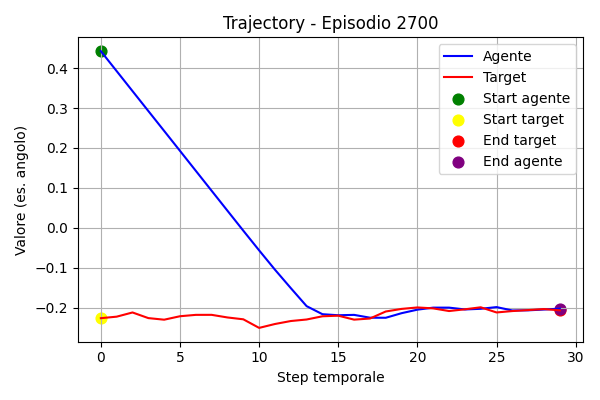 Trajectory - Episodio 2700
Valore (es. angolo)
0.4
0.3
0.2
0.1
0.0
−0.1
−0.2
0
5
10
15
20
25
30
Step temporale
Agente
Target
Start agente
Start target
End target
End agente